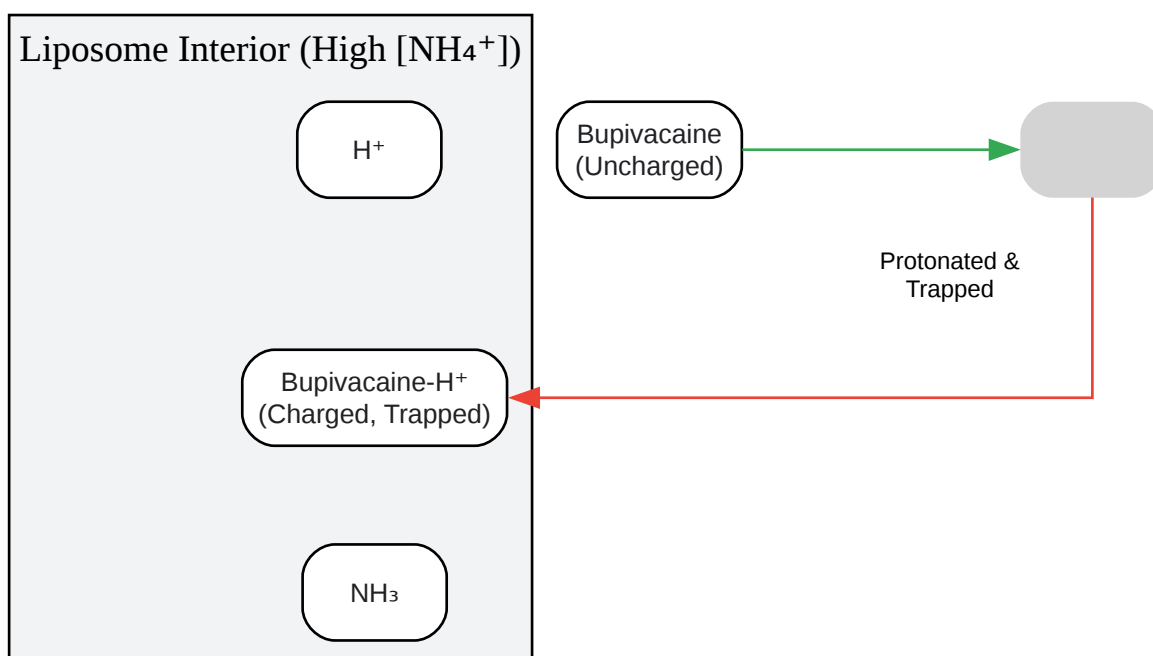 Liposome Interior (High [NH₄⁺])
H⁺
Bupivacaine
(Uncharged)
Protonated &
Trapped
Bupivacaine-H⁺
(Charged, Trapped)
NH₃